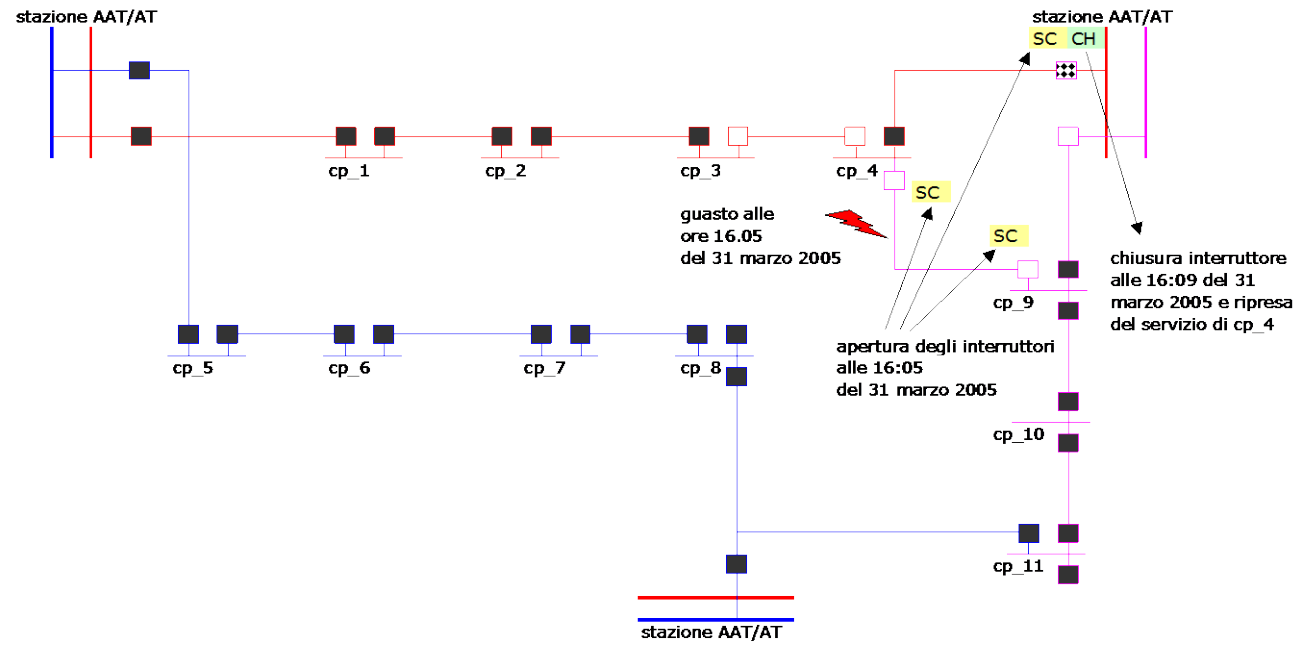 stazione AAT/AT
stazione AAT/AT
SC CH
cp_1
cp_2
cp_3
cp_4
SC
guasto alle
ore 16.05
del 31 marzo 2005
SC
chiusura interruttore
alle 16:09 del 31
marzo 2005 e ripresa
del servizio di cp_4
cp_9
apertura degli interruttori
alle 16:05
del 31 marzo 2005
cp_5
cp_6
cp_7
cp_8
cp_10
cp_11
stazione AAT/AT